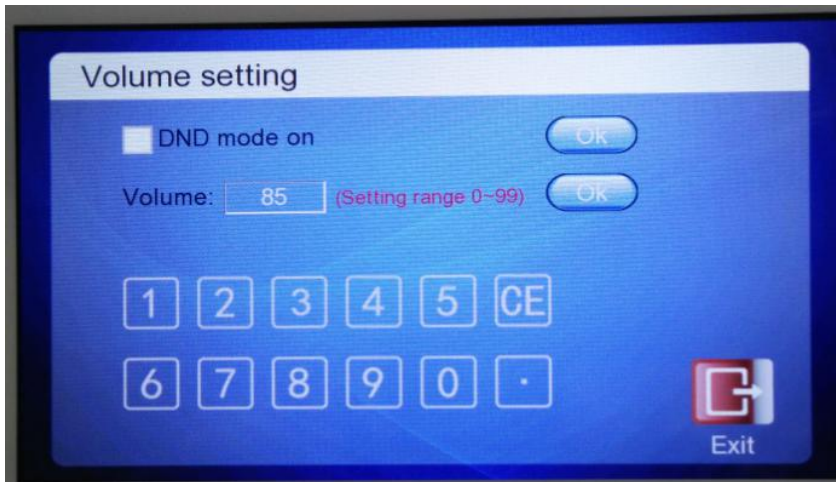 Volume setting
DND mode on Ok
Volume: 85 (Setting range 0~99) Ok
1 2 3 4 5 CE
6 7 8 9 0 .
Exit